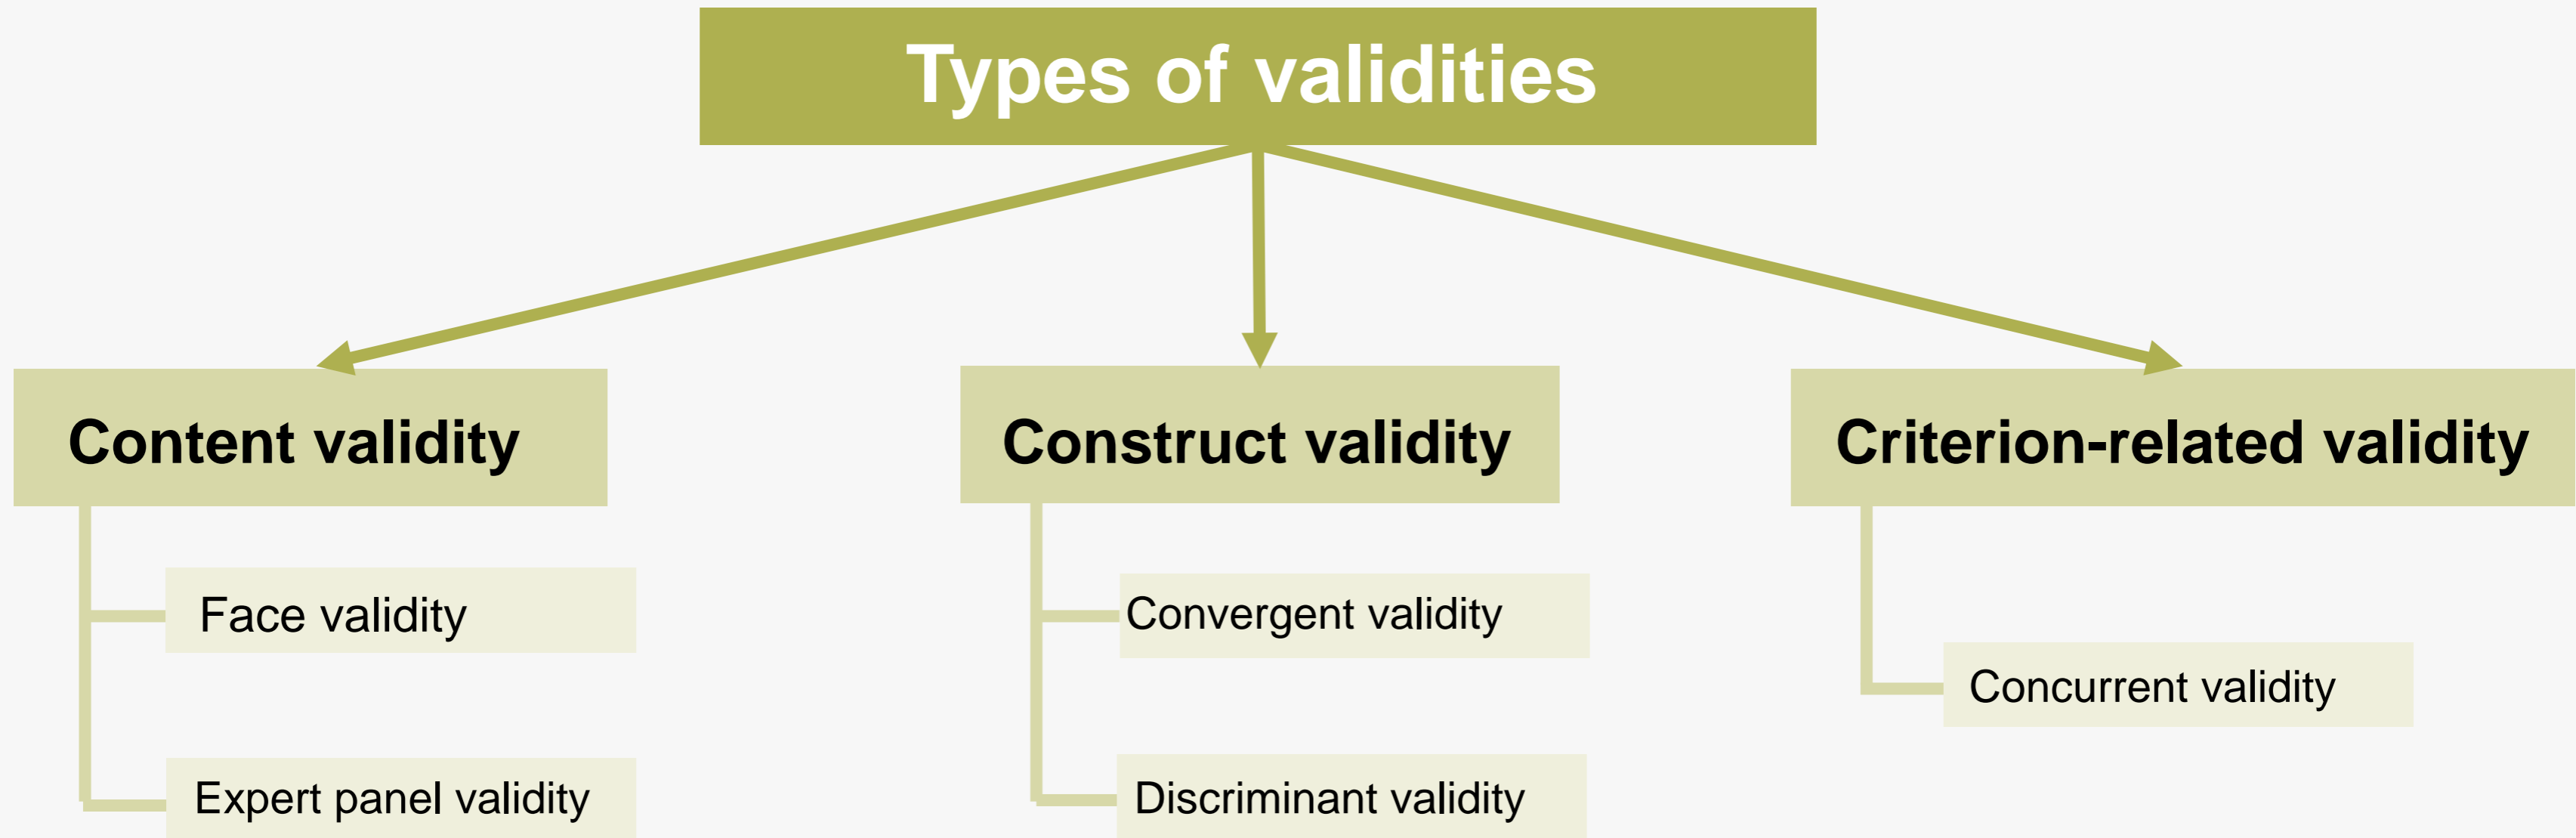 Types of validities
Content validity
Construct validity
Criterion-related validity
Face validity
Convergent validity
Concurrent validity
Expert panel validity
Discriminant validity